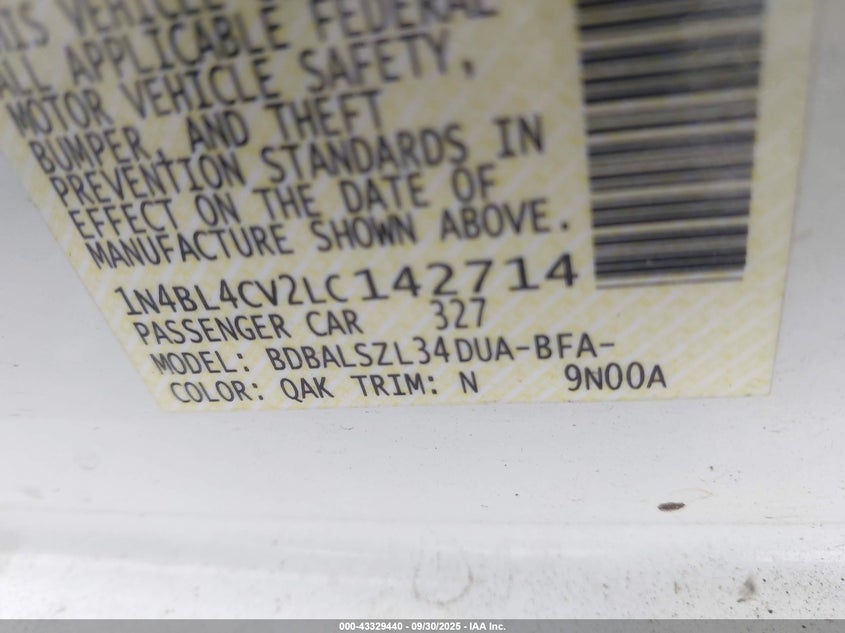 THIS VEHICLE
ALL APPLICABLE FEDERAL
MOTOR VEHICLE SAFETY,
BUMPER, AND THEFT
PREVENTION STANDARDS IN
EFFECT ON THE DATE OF
MANUFACTURE SHOWN ABOVE.
1N4BL4CV2LC142714
PASSENGER CAR 327
MODEL: BDBALSZL34DUA-BFA-
COLOR: QAK TRIM: N 9N00A
000-43329440 - 09/30/2025 - IAA Inc.